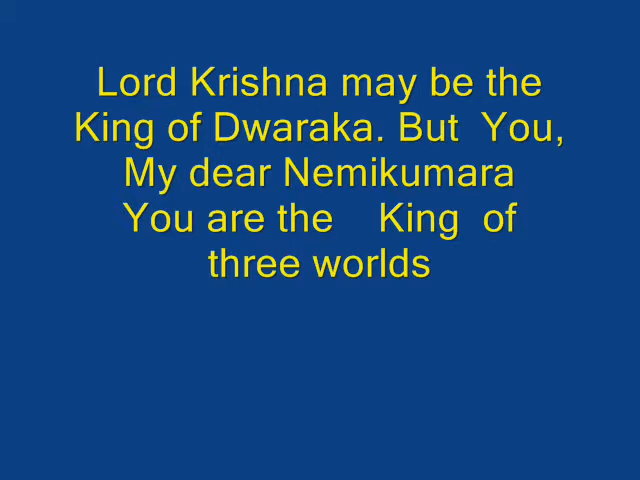 Lord Krishna may be the
King of Dwaraka. But  You,
My dear Nemikumara
You are the    King  of
three worlds